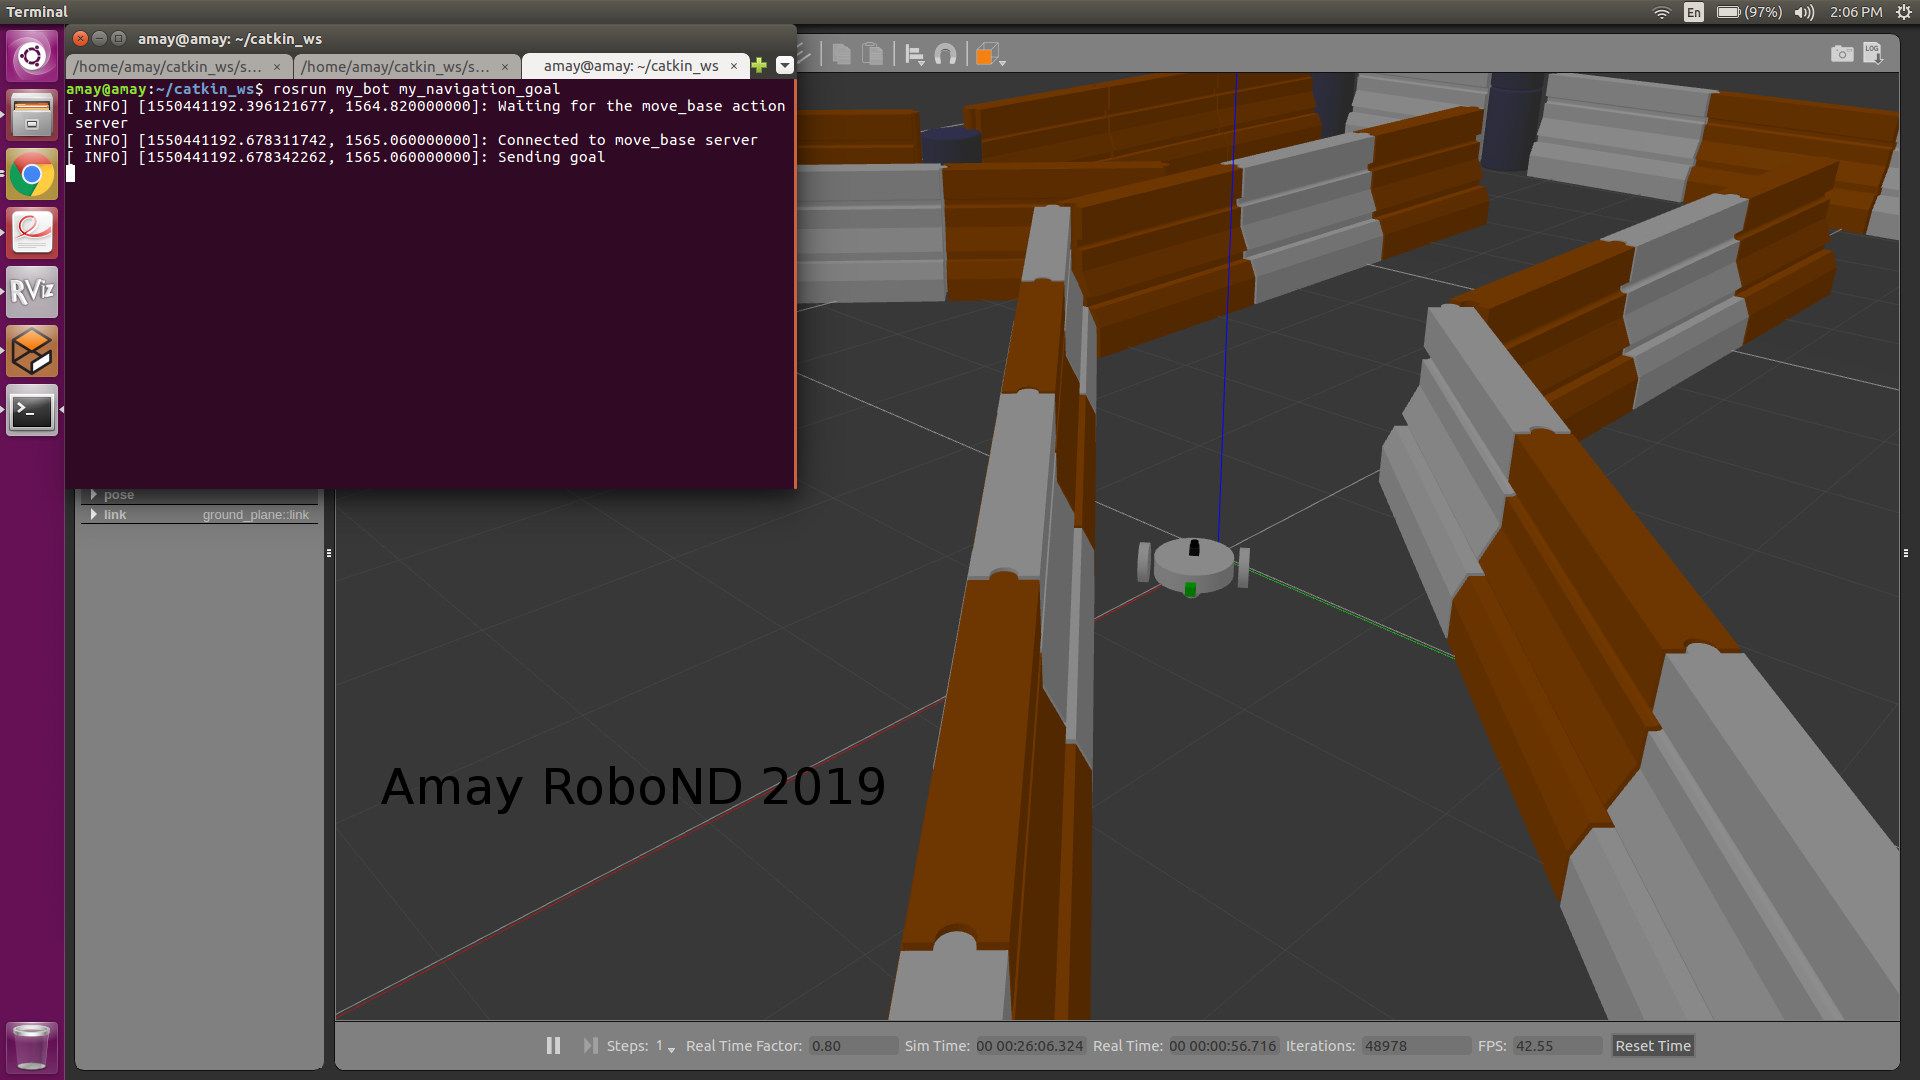 Terminal
En
(97%)
2:06 PM
amay@amay: ~/catkin_ws
/home/amay/catkin_ws/s... × /home/amay/catkin_ws/s... × amay@amay: ~/catkin_ws ×
amay@amay:~/catkin_ws$ rosrun my_bot my_navigation_goal
[ INFO] [1550441192.396121677, 1564.820000000]: Waiting for the move_base action
server
[ INFO] [1550441192.678311742, 1565.060000000]: Connected to move_base server
[ INFO] [1550441192.678342262, 1565.060000000]: Sending goal
LOG
RViz
>_
pose
link ground_plane::link
Amay RoboND 2019
Steps: 1 Real Time Factor: 0.80 Sim Time: 00 00:26:06.324 Real Time: 00 00:00:56.716 Iterations: 48978 FPS: 42.55 Reset Time